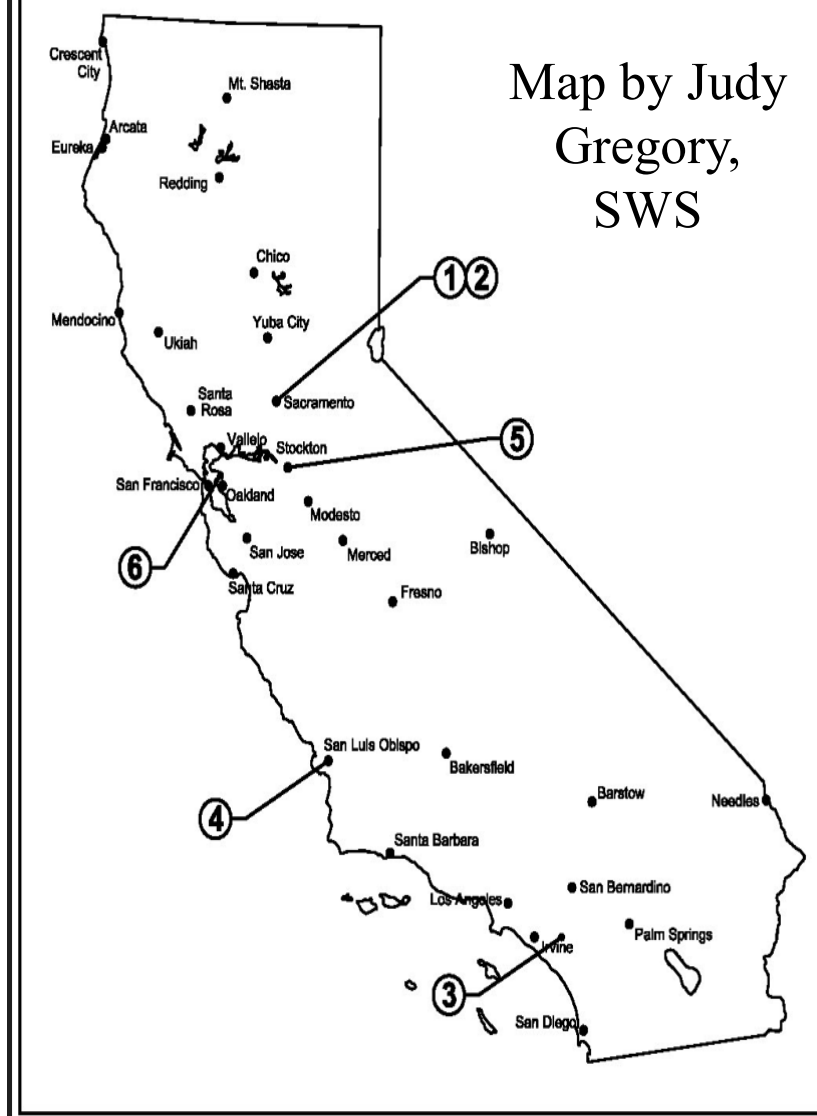 Map by Judy
Gregory,
SWS
Crescent
City
Mt. Shasta
Arcata
Eureka
Redding
Chico
1 2
Mendocino
Yuba City
Ukiah
Santa
Rosa
Sacramento
Vallejo
Stockton
5
San Francisco
Oakland
Modesto
6
San Jose
Merced
Bishop
Santa Cruz
Fresno
San Luis Obispo
Bakersfield
4
Barstow
Needles
Santa Barbara
San Bernardino
Los Angeles
Palm Springs
Irvine
3
San Diego